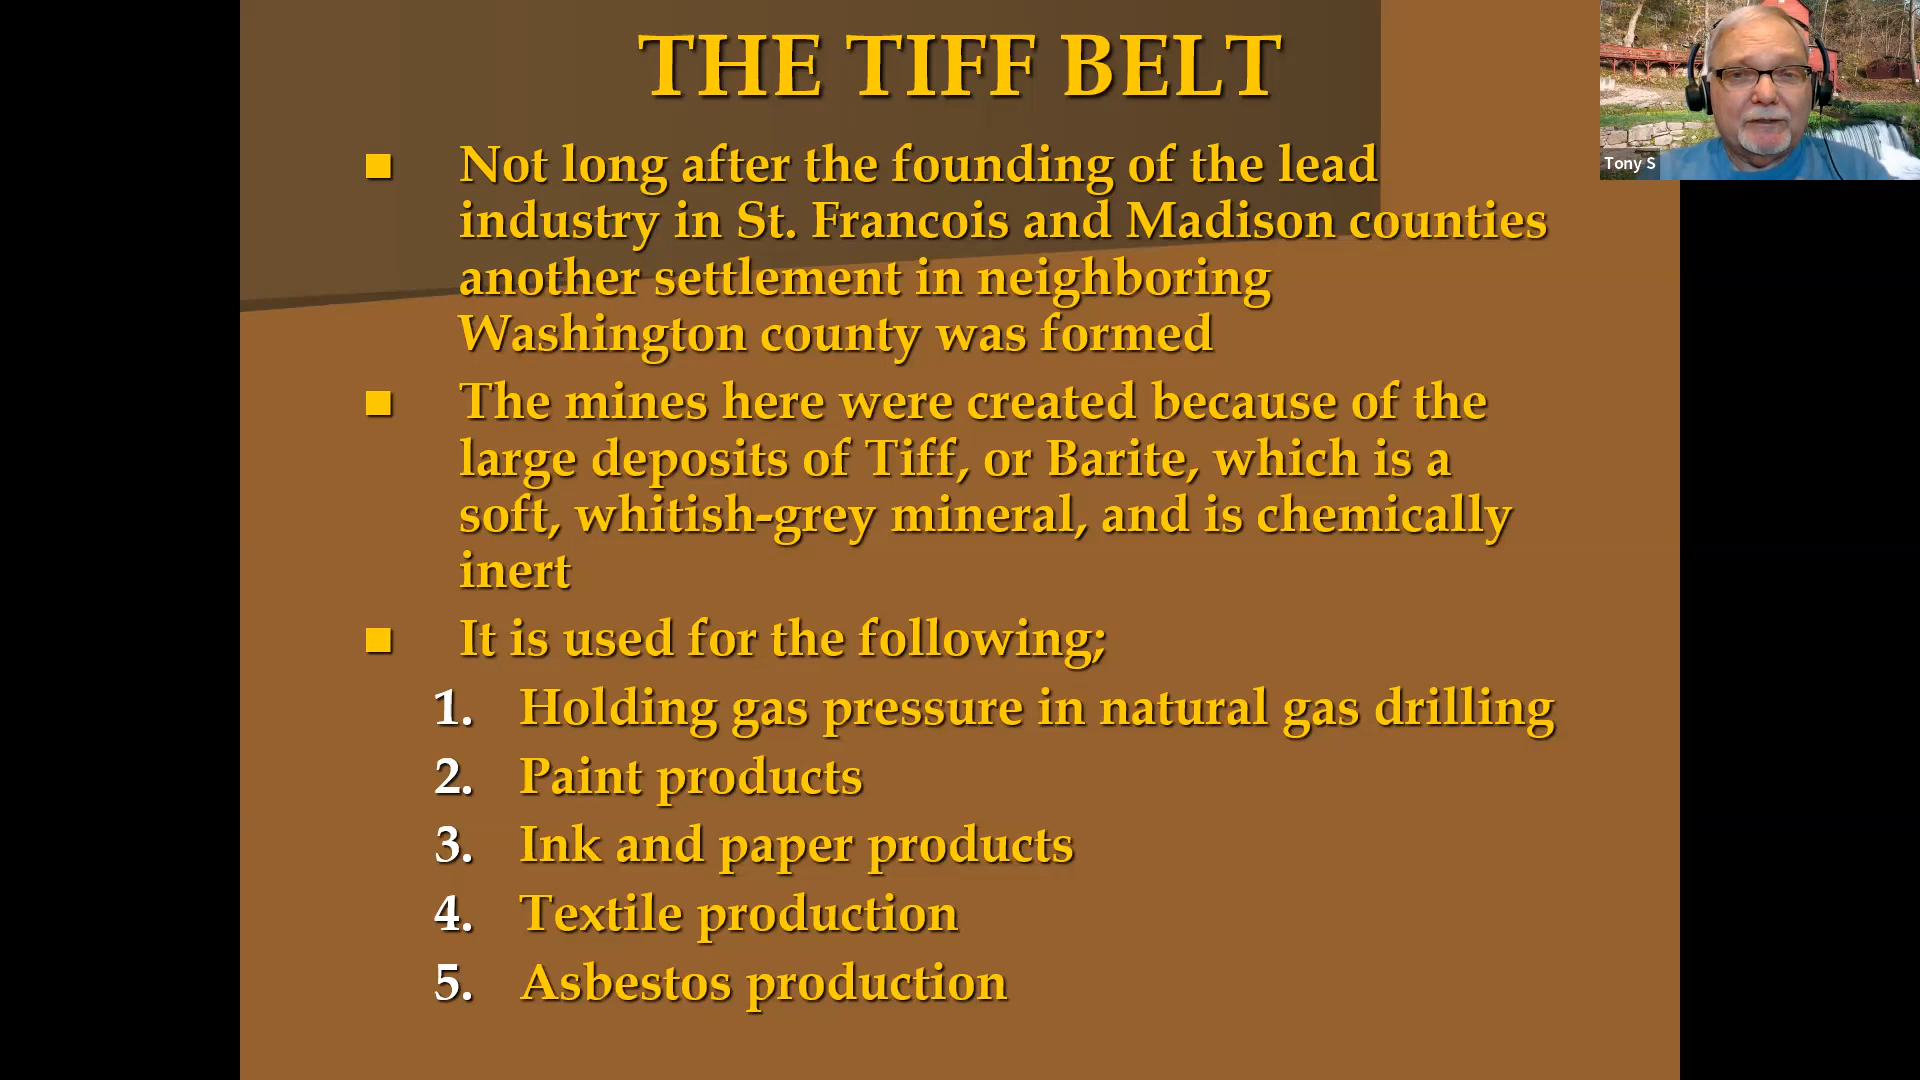 THE TIFF BELT
Tony S
■ Not long after the founding of the lead
industry in St. Francois and Madison counties
another settlement in neighboring
Washington county was formed
■ The mines here were created because of the
large deposits of Tiff, or Barite, which is a
soft, whitish-grey mineral, and is chemically
inert
■ It is used for the following;
1. Holding gas pressure in natural gas drilling
2. Paint products
3. Ink and paper products
4. Textile production
5. Asbestos production